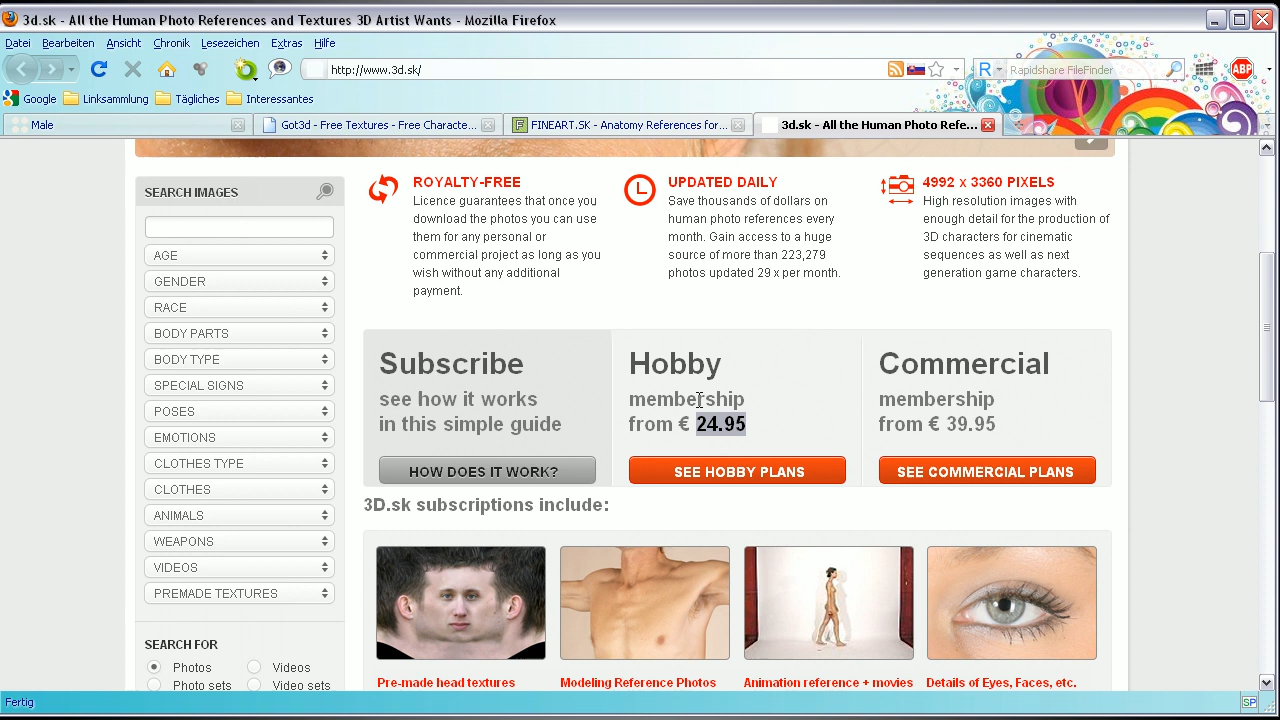 3d.sk - All the Human Photo References and Textures 3D Artist Wants - Mozilla Firefox
Datei Bearbeiten Ansicht Chronik Lesezeichen Extras Hilfe
http://www.3d.sk/
R Rapidshare FileFinder
ABP
Google Linksammlung Tägliches Interessantes
Male
Got3d - Free Textures - Free Characte...
FINEART.SK - Anatomy References for...
3d.sk - All the Human Photo Refe...
SEARCH IMAGES
AGE
GENDER
RACE
BODY PARTS
BODY TYPE
SPECIAL SIGNS
POSES
EMOTIONS
CLOTHES TYPE
CLOTHES
ANIMALS
WEAPONS
VIDEOS
PREMADE TEXTURES
SEARCH FOR
Photos Videos
Photo sets Video sets
ROYALTY-FREE
Licence guarantees that once you
download the photos you can use
them for any personal or
commercial project as long as you
wish without any additional
payment.
UPDATED DAILY
Save thousands of dollars on
human photo references every
month. Gain access to a huge
source of more than 223,279
photos updated 29 x per month.
4992 x 3360 PIXELS
High resolution images with
enough detail for the production of
3D characters for cinematic
sequences as well as next
generation game characters.
Subscribe
see how it works
in this simple guide
HOW DOES IT WORK?
Hobby
membership
from € 24.95
SEE HOBBY PLANS
Commercial
membership
from € 39.95
SEE COMMERCIAL PLANS
3D.sk subscriptions include:
Pre-made head textures
Modeling Reference Photos
Animation reference + movies
Details of Eyes, Faces, etc.
Fertig
SP